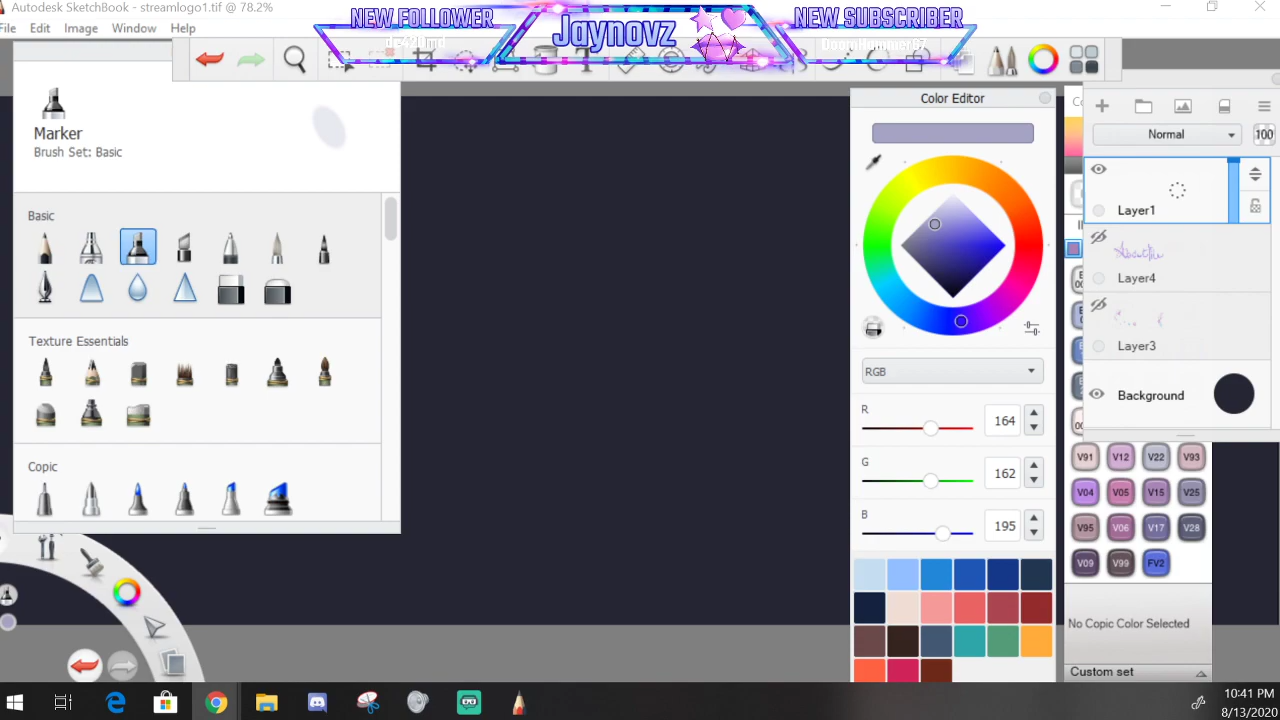 Autodesk SketchBook - streamlogo1.tif @ 78.2%
NEW FOLLOWER
Jaynovz
NEW SUBSCRIBER
File Edit Image Window Help
Marker
Brush Set: Basic
Basic
Texture Essentials
Copic
Color Editor
RGB
R 164
G 162
B 195
Normal 100
Layer1
Layer4
Layer3
Background
V91 V12 V22 V93
V04 V05 V15 V25
V95 V06 V17 V28
V09 V99 FV2
No Copic Color Selected
Custom set
10:41 PM
8/13/2020